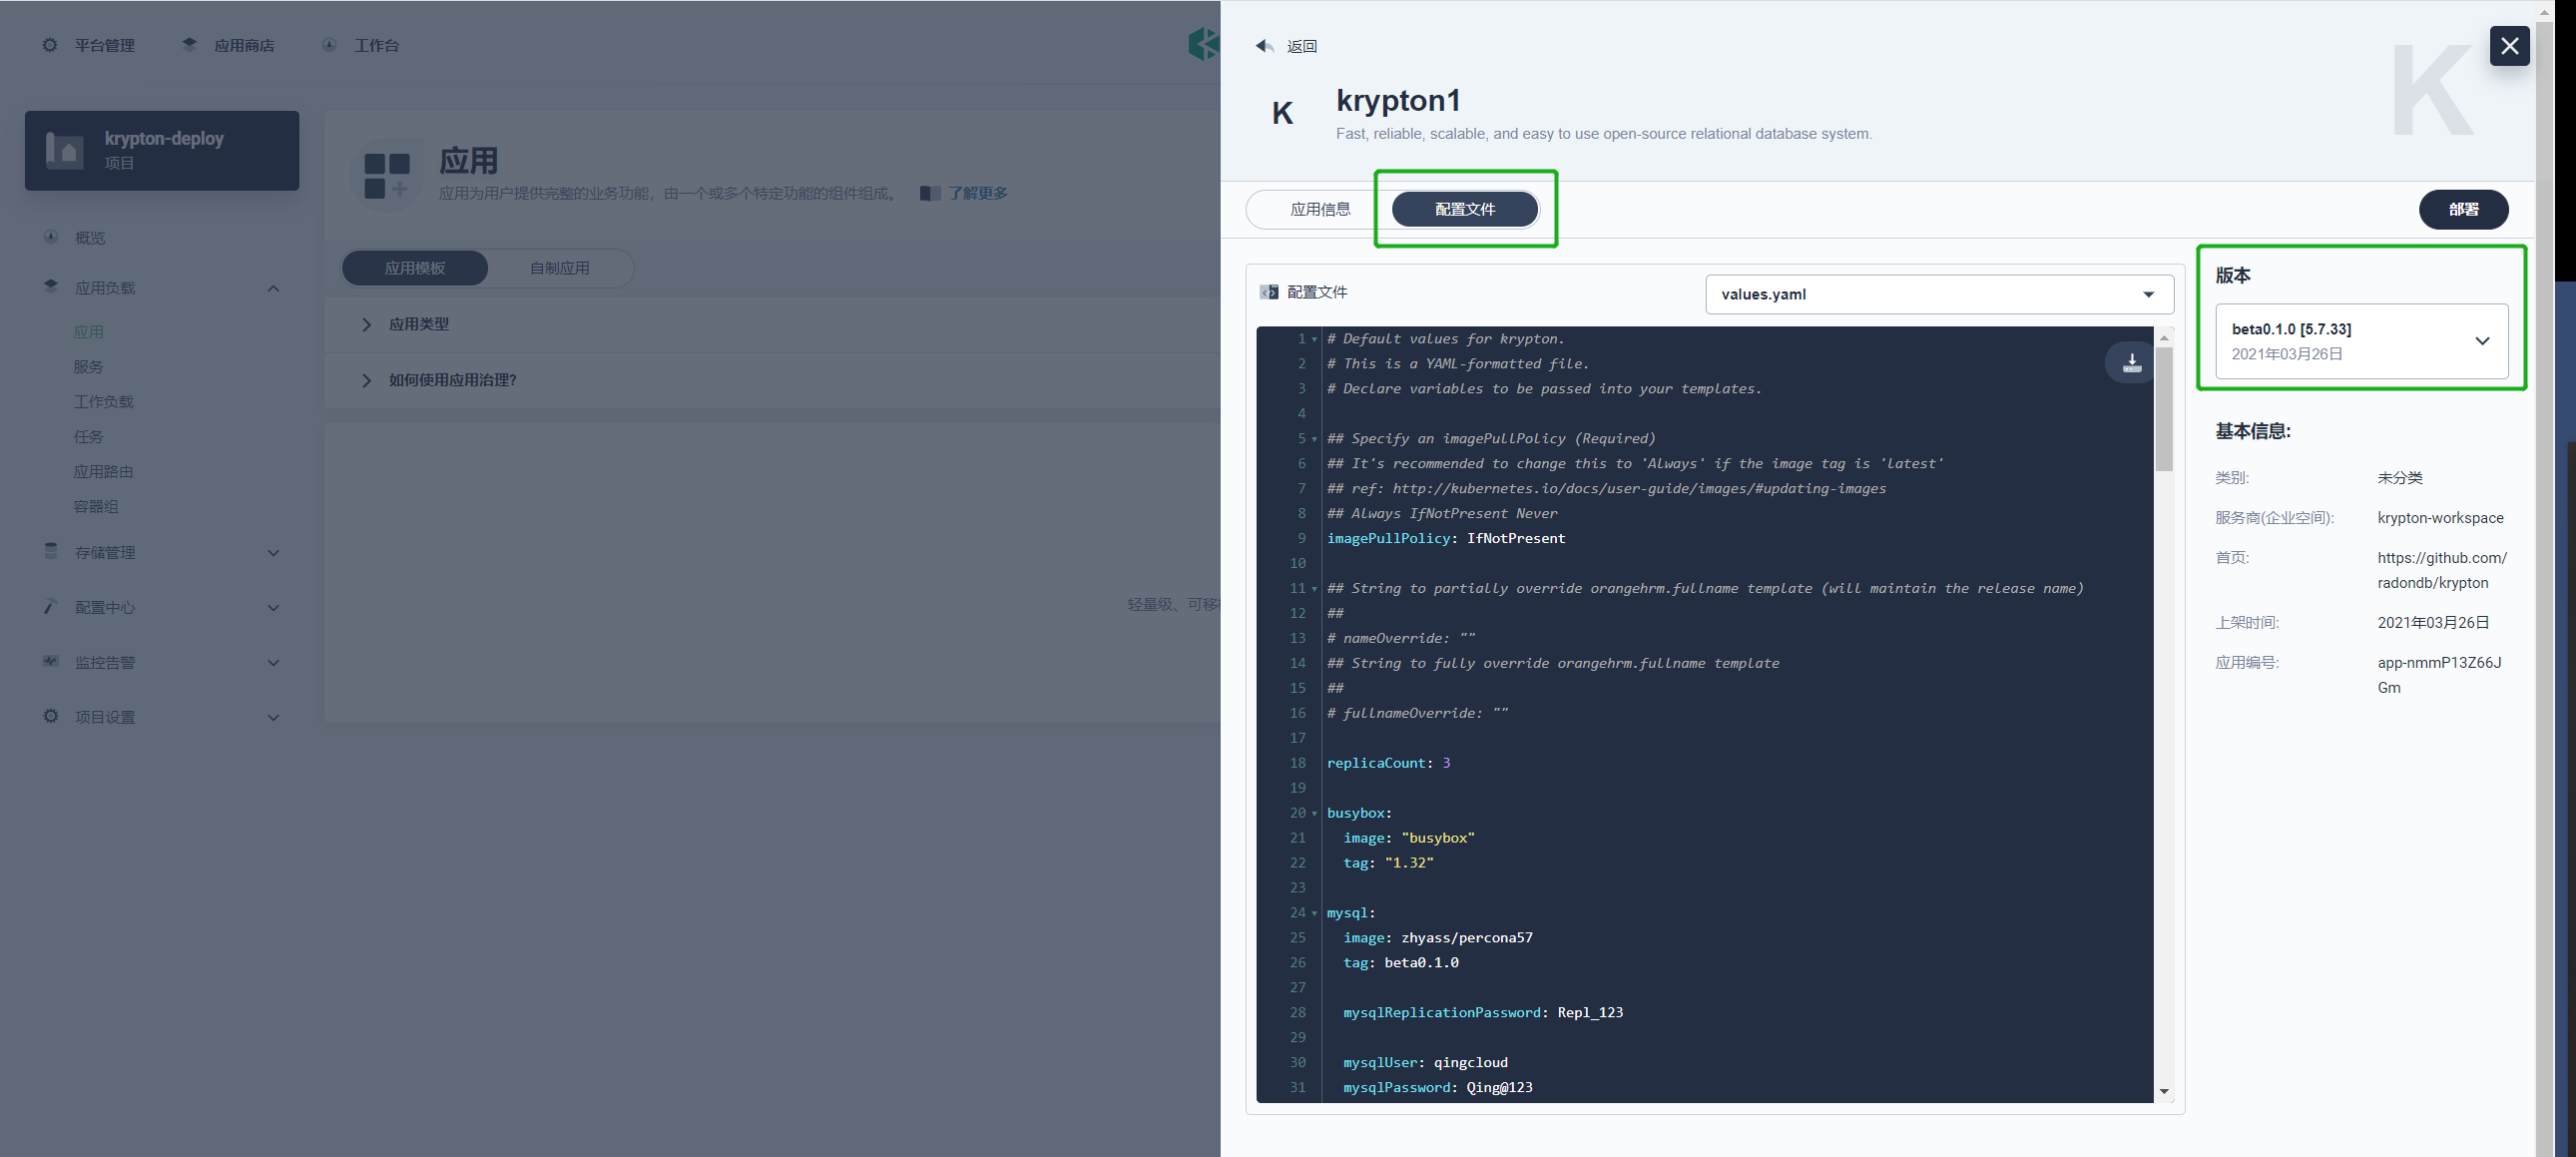 平台管理
应用商店
工作台
krypton-deploy
项目
概览
应用负载
应用
服务
工作负载
任务
应用路由
容器组
存储管理
配置中心
监控告警
项目设置
应用
应用为用户提供完整的业务功能，由一个或多个特定功能的组件组成。
了解更多
应用模板
自制应用
应用类型
如何使用应用治理?
轻量级、可移
返回
K
krypton1
Fast, reliable, scalable, and easy to use open-source relational database system.
K
应用信息
配置文件
部署
配置文件
values.yaml
1 # Default values for krypton.
2 # This is a YAML-formatted file.
3 # Declare variables to be passed into your templates.
4
5 ## Specify an imagePullPolicy (Required)
6 ## It's recommended to change this to 'Always' if the image tag is 'latest'
7 ## ref: http://kubernetes.io/docs/user-guide/images/#updating-images
8 ## Always IfNotPresent Never
9 imagePullPolicy: IfNotPresent
10
11 ## String to partially override orangehrm.fullname template (will maintain the release name)
12 ##
13 # nameOverride: ""
14 ## String to fully override orangehrm.fullname template
15 ##
16 # fullnameOverride: ""
17
18 replicaCount: 3
19
20 busybox:
21 image: "busybox"
22 tag: "1.32"
23
24 mysql:
25 image: zhyass/percona57
26 tag: beta0.1.0
27
28 mysqlReplicationPassword: Repl_123
29
30 mysqlUser: qingcloud
31 mysqlPassword: Qing@123
版本
beta0.1.0 [5.7.33]
2021年03月26日
基本信息:
类别: 未分类
服务商(企业空间): krypton-workspace
首页: https://github.com/
radondb/krypton
上架时间: 2021年03月26日
应用编号: app-nmmP13Z66J
Gm